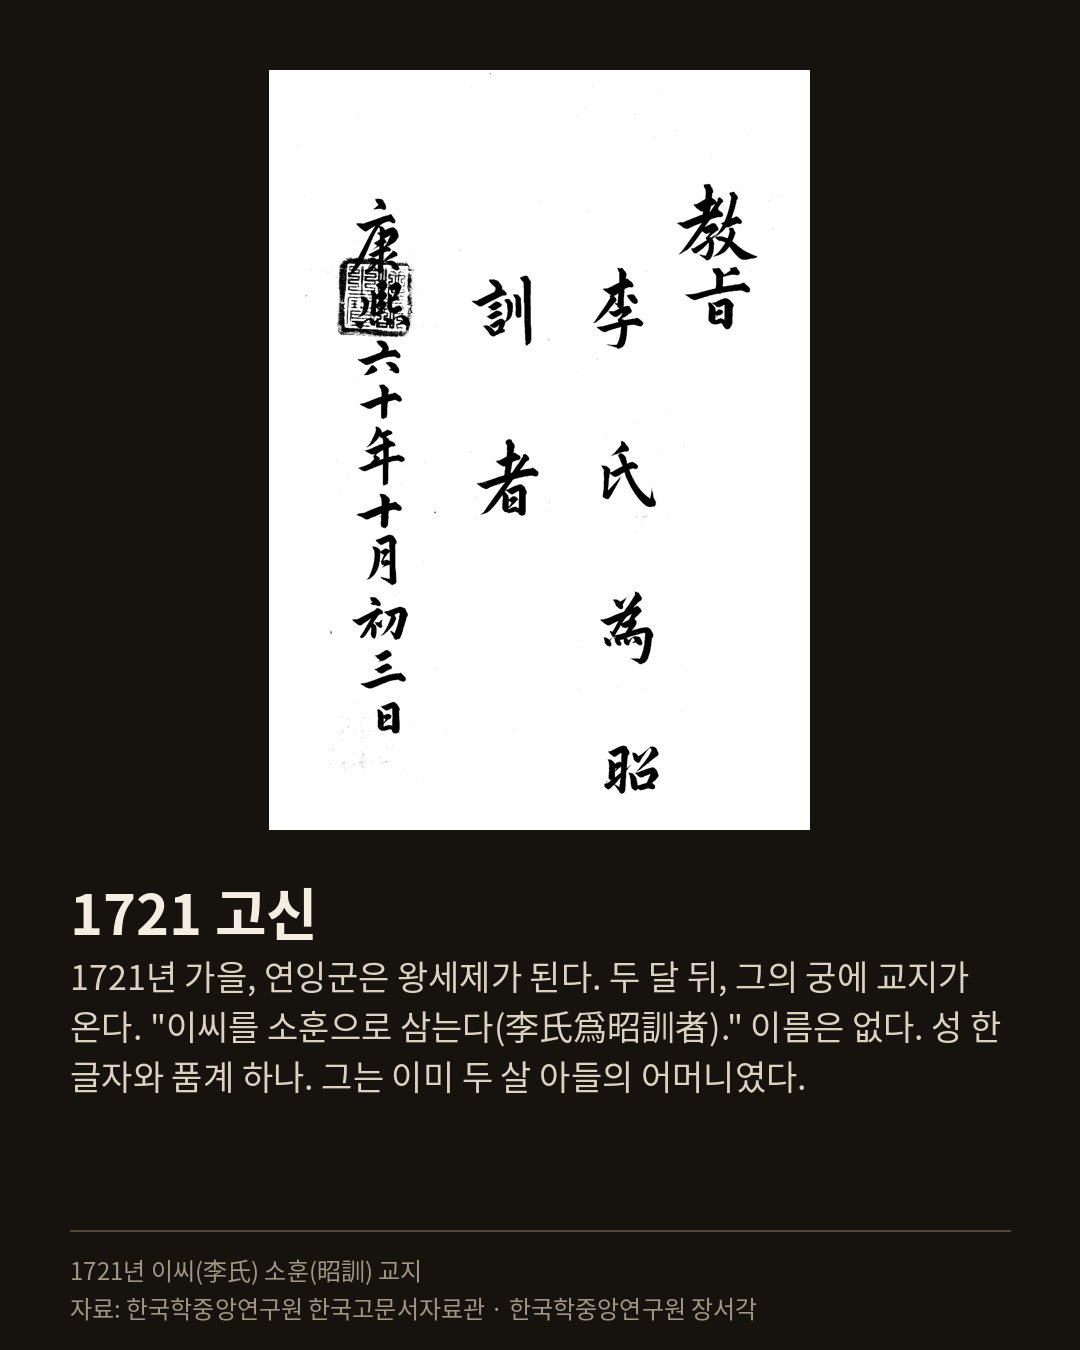 教旨
李氏為昭
訓者
康熙六十年十月初三日
1721 고신
1721년 가을, 연잉군은 왕세제가 된다. 두 달 뒤, 그의 궁에 교지가
온다. "이씨를 소훈으로 삼는다(李氏爲昭訓者)." 이름은 없다. 성 한
글자와 품계 하나. 그는 이미 두 살 아들의 어머니였다.
1721년 이씨(李氏) 소훈(昭訓) 교지
자료: 한국학중앙연구원 한국고문서자료관 · 한국학중앙연구원 장서각